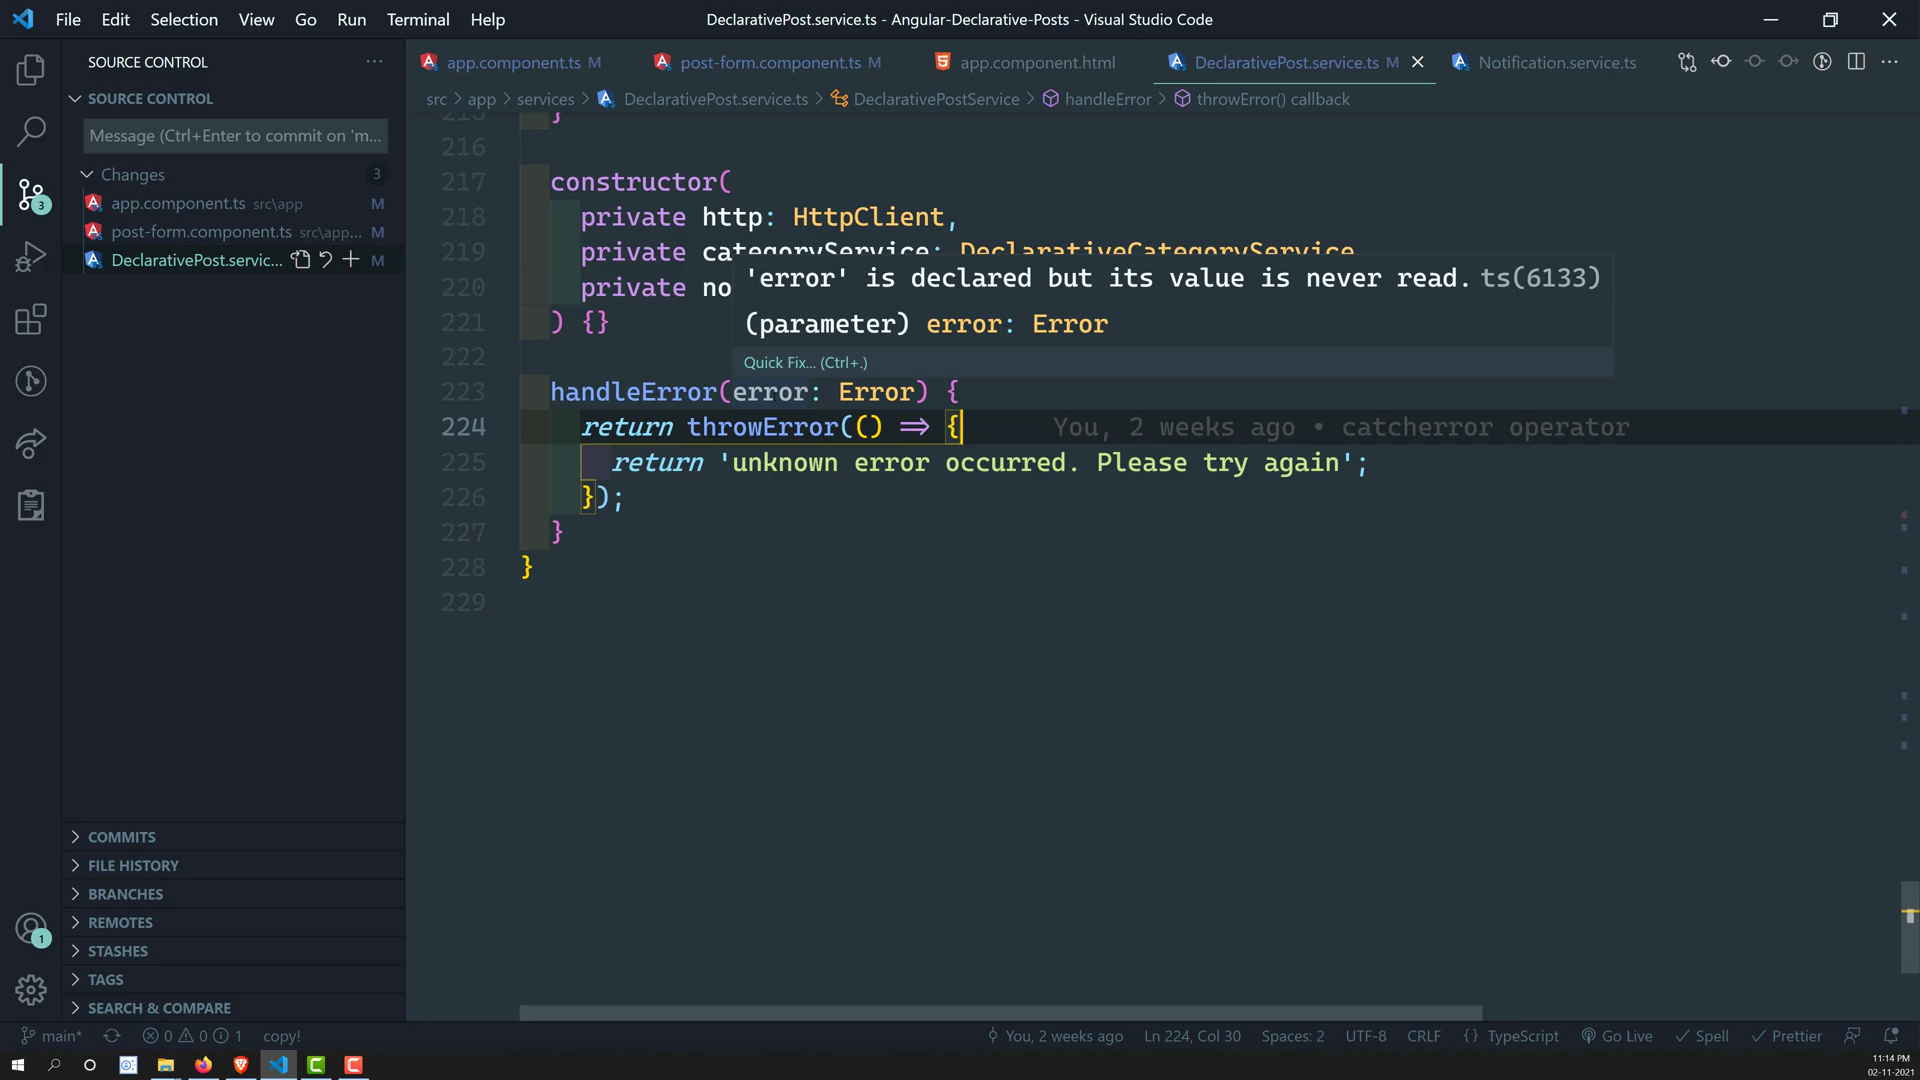 File Edit Selection View Go Run Terminal Help
DeclarativePost.service.ts - Angular-Declarative-Posts - Visual Studio Code
SOURCE CONTROL
app.component.ts M
post-form.component.ts M
app.component.html
DeclarativePost.service.ts M
Notification.service.ts
SOURCE CONTROL
src > app > services > DeclarativePost.service.ts > DeclarativePostService > handleError > throwError() callback
Message (Ctrl+Enter to commit on 'm...
Changes 3
app.component.ts src\app M
post-form.component.ts src\app... M
DeclarativePost.servic... M
3
215 }
216
217 constructor(
218 private http: HttpClient,
219 private categoryService: DeclarativeCategoryService
220 private no
221 ) {}
222
223 handleError(error: Error) {
224 return throwError(() => { You, 2 weeks ago • catcherror operator
225 return 'unknown error occurred. Please try again';
226 });
227 }
228 }
229
'error' is declared but its value is never read. ts(6133)
(parameter) error: Error
Quick Fix... (Ctrl+.)
COMMITS
FILE HISTORY
BRANCHES
REMOTES
STASHES
TAGS
SEARCH & COMPARE
1
main* 0 0 1 copy! You, 2 weeks ago Ln 224, Col 30 Spaces: 2 UTF-8 CRLF {} TypeScript Go Live Spell Prettier
11:14 PM
02-11-2021